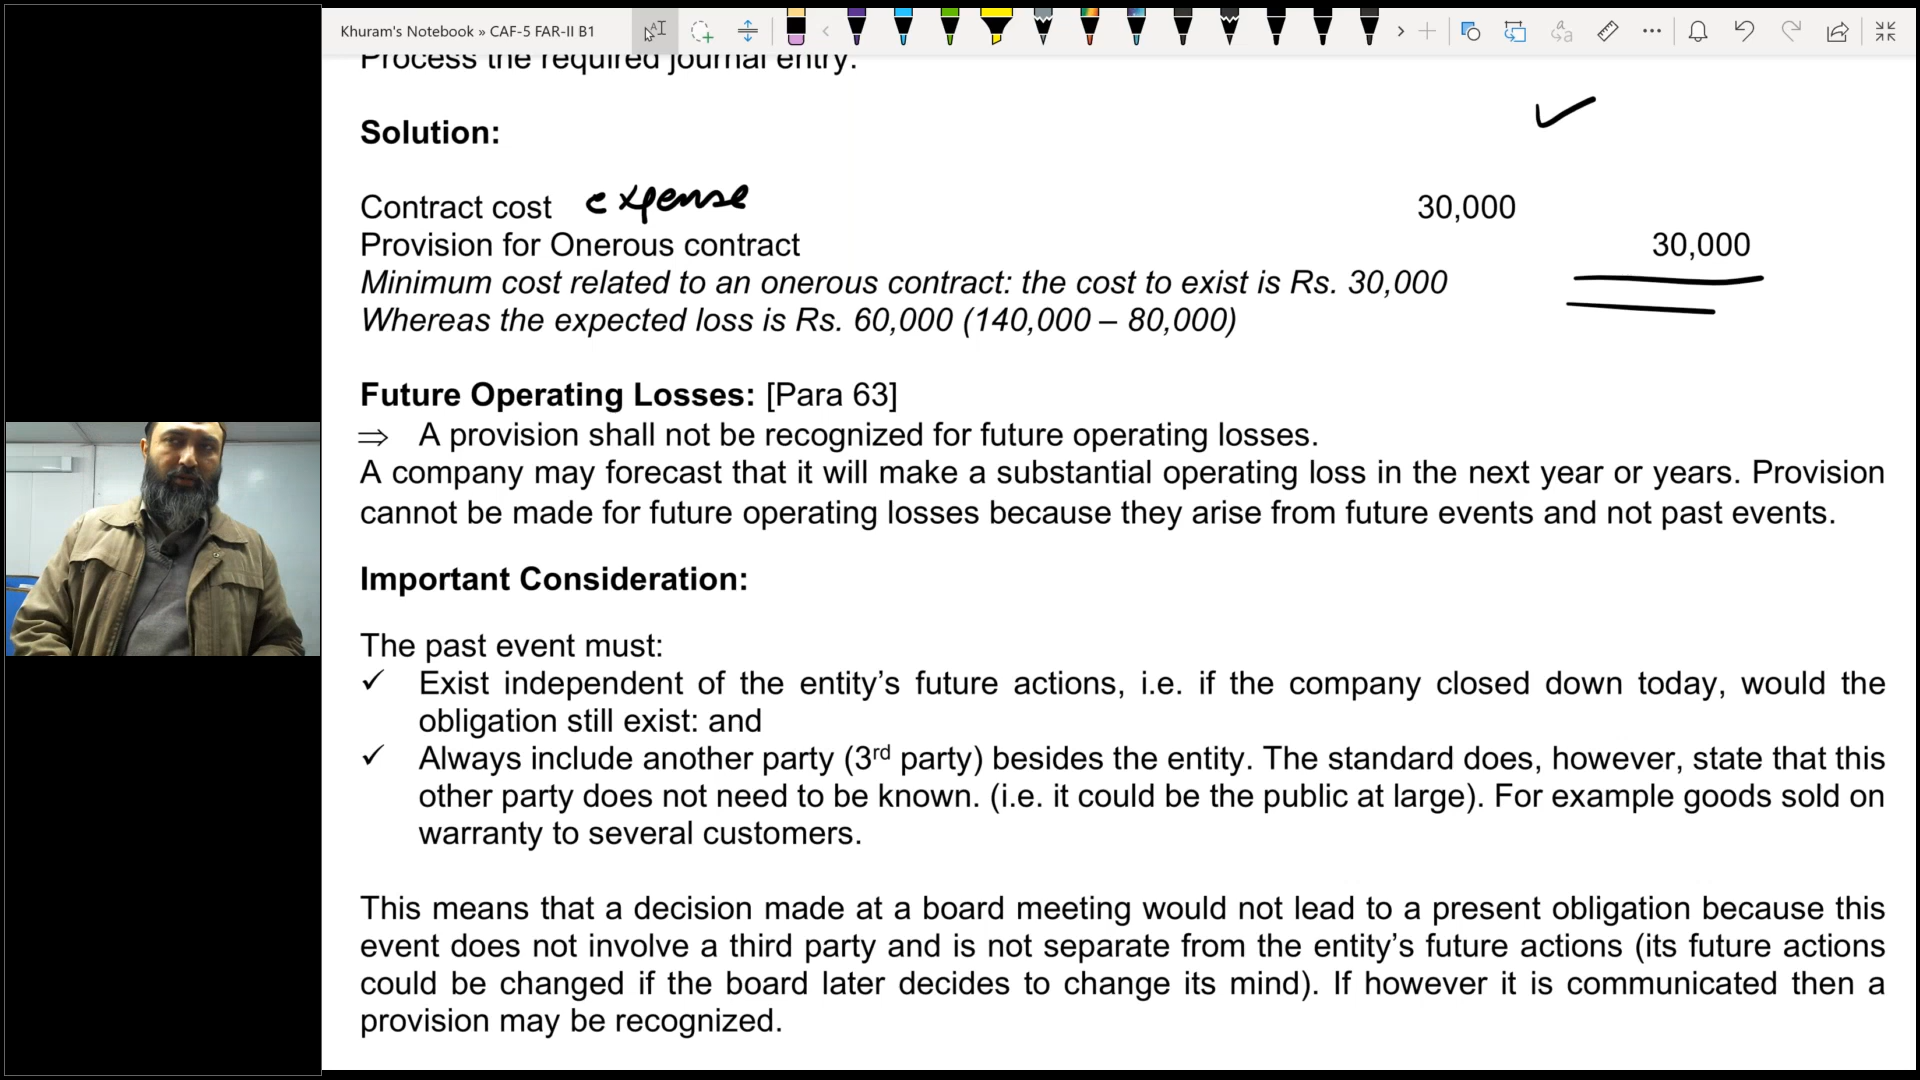 Khuram's Notebook » CAF-5 FAR-II B1
Process the required journal entry.
Solution:
Contract cost expense 30,000
Provision for Onerous contract 30,000
Minimum cost related to an onerous contract: the cost to exist is Rs. 30,000
Whereas the expected loss is Rs. 60,000 (140,000 – 80,000)
Future Operating Losses: [Para 63]
⇒ A provision shall not be recognized for future operating losses.
A company may forecast that it will make a substantial operating loss in the next year or years. Provision
cannot be made for future operating losses because they arise from future events and not past events.
Important Consideration:
The past event must:
✓ Exist independent of the entity’s future actions, i.e. if the company closed down today, would the
obligation still exist: and
✓ Always include another party (3rd party) besides the entity. The standard does, however, state that this
other party does not need to be known. (i.e. it could be the public at large). For example goods sold on
warranty to several customers.
This means that a decision made at a board meeting would not lead to a present obligation because this
event does not involve a third party and is not separate from the entity’s future actions (its future actions
could be changed if the board later decides to change its mind). If however it is communicated then a
provision may be recognized.